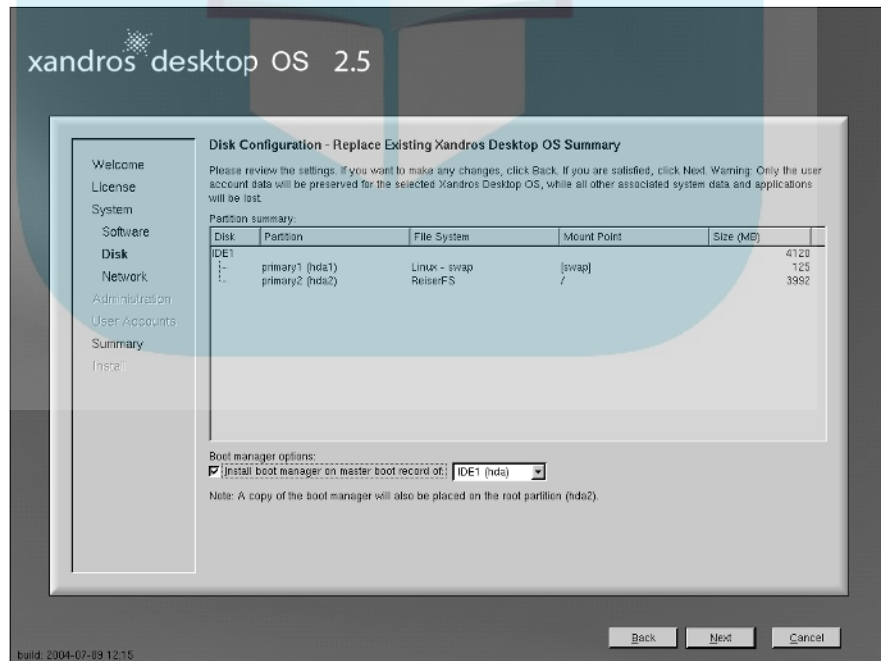 xandros desktop OS 2.5
Welcome
License
System
Software
Disk
Network
Administration
User Accounts
Summary
Install
Disk Configuration - Replace Existing Xandros Desktop OS Summary
Please review the settings. If you want to make any changes, click Back. If you are satisfied, click Next. Warning: Only the user
account data will be preserved for the selected Xandros Desktop OS, while all other associated system data and applications
will be lost.
Partition summary:
Disk Partition File System Mount Point Size (MB)
IDE1 4120
primary1 (hda1) Linux - swap [swap] 125
primary2 (hda2) ReiserFS / 3992
Boot manager options:
Install boot manager on master boot record of: IDE1 (hda)
Note: A copy of the boot manager will also be placed on the root partition (hda2).
Back Next Cancel
build: 2004-07-09 12:15